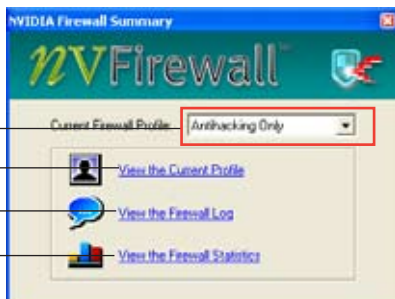 NVIDIA Firewall Summary
nVFirewall™
Current Firewall Profile: Antihacking Only
View the Current Profile
View the Firewall Log
View the Firewall Statistics